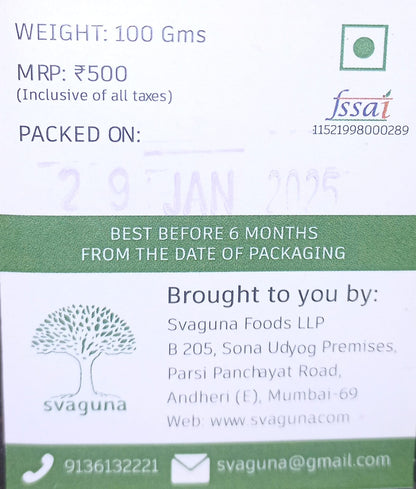 WEIGHT: 100 Gms
MRP: ₹500
(Inclusive of all taxes)
fssai
11521998000289
PACKED ON:
29 JAN 2025
BEST BEFORE 6 MONTHS
FROM THE DATE OF PACKAGING
Brought to you by:
Svaguna Foods LLP
B 205, Sona Udyog Premises,
Parsi Panchayat Road,
Andheri (E), Mumbai-69
Web: www.svagunacom
svaguna
9136132221
svaguna@gmail.com